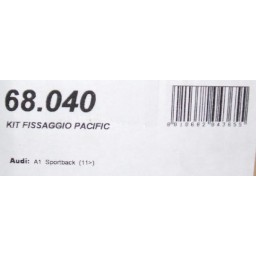 68.040
KIT FISSAGGIO PACIFIC
Audi: A1 Sportback (11>)